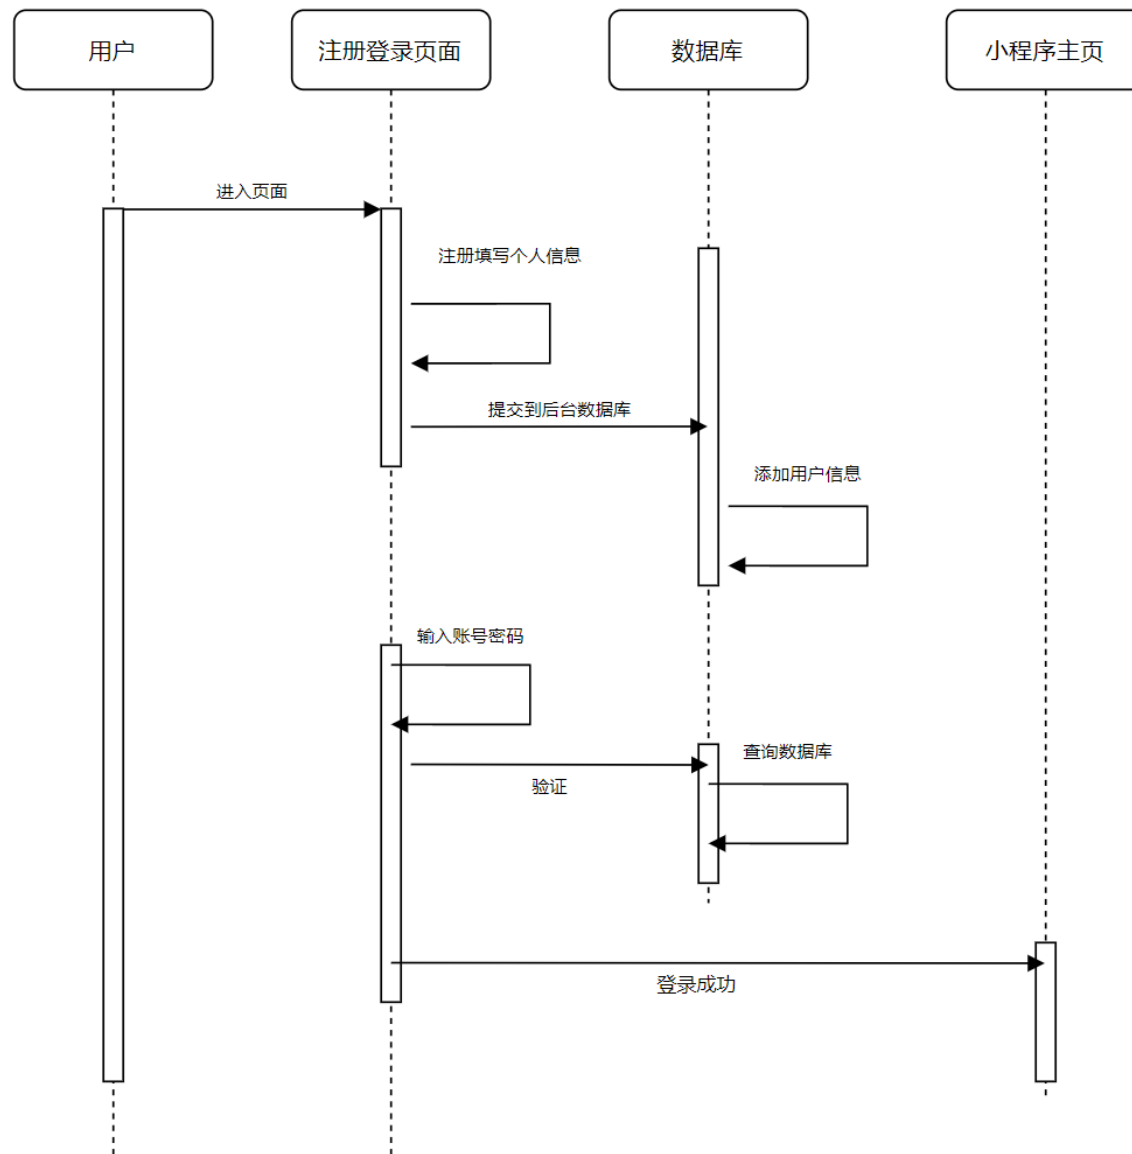 用户
注册登录页面
数据库
小程序主页
进入页面
注册填写个人信息
提交到后台数据库
添加用户信息
输入账号密码
查询数据库
验证
登录成功